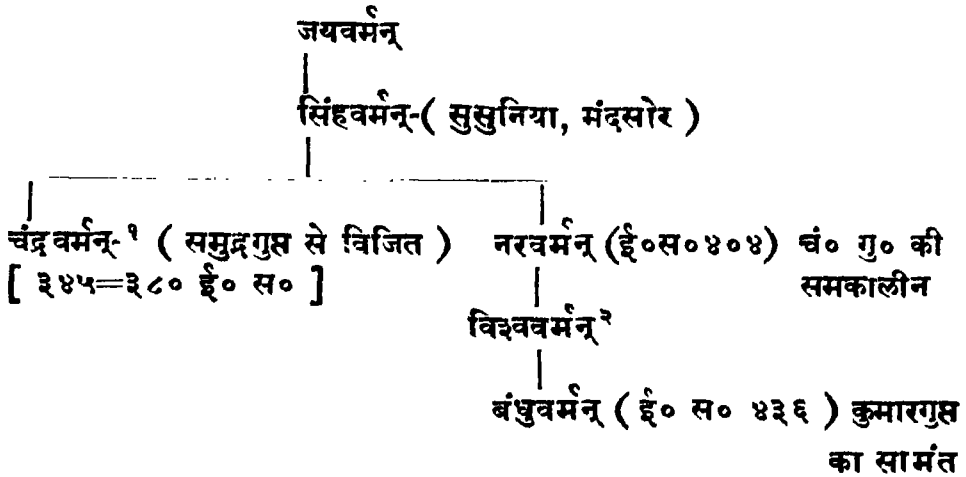 जयवर्मन्
सिंहवर्मन्-( सुसुनिया, मंदसोर )
चंद्रवर्मन्-¹ ( समुद्रगुप्त से विजित ) नरवर्मन् (ई०स०४०४) चं० गु० की
[ ३४५=३८० ई० स० ] समकालीन
विश्ववर्मन्²
बंधुवर्मन् ( ई० स० ४३६ ) कुमारगुप्त
का सामंत